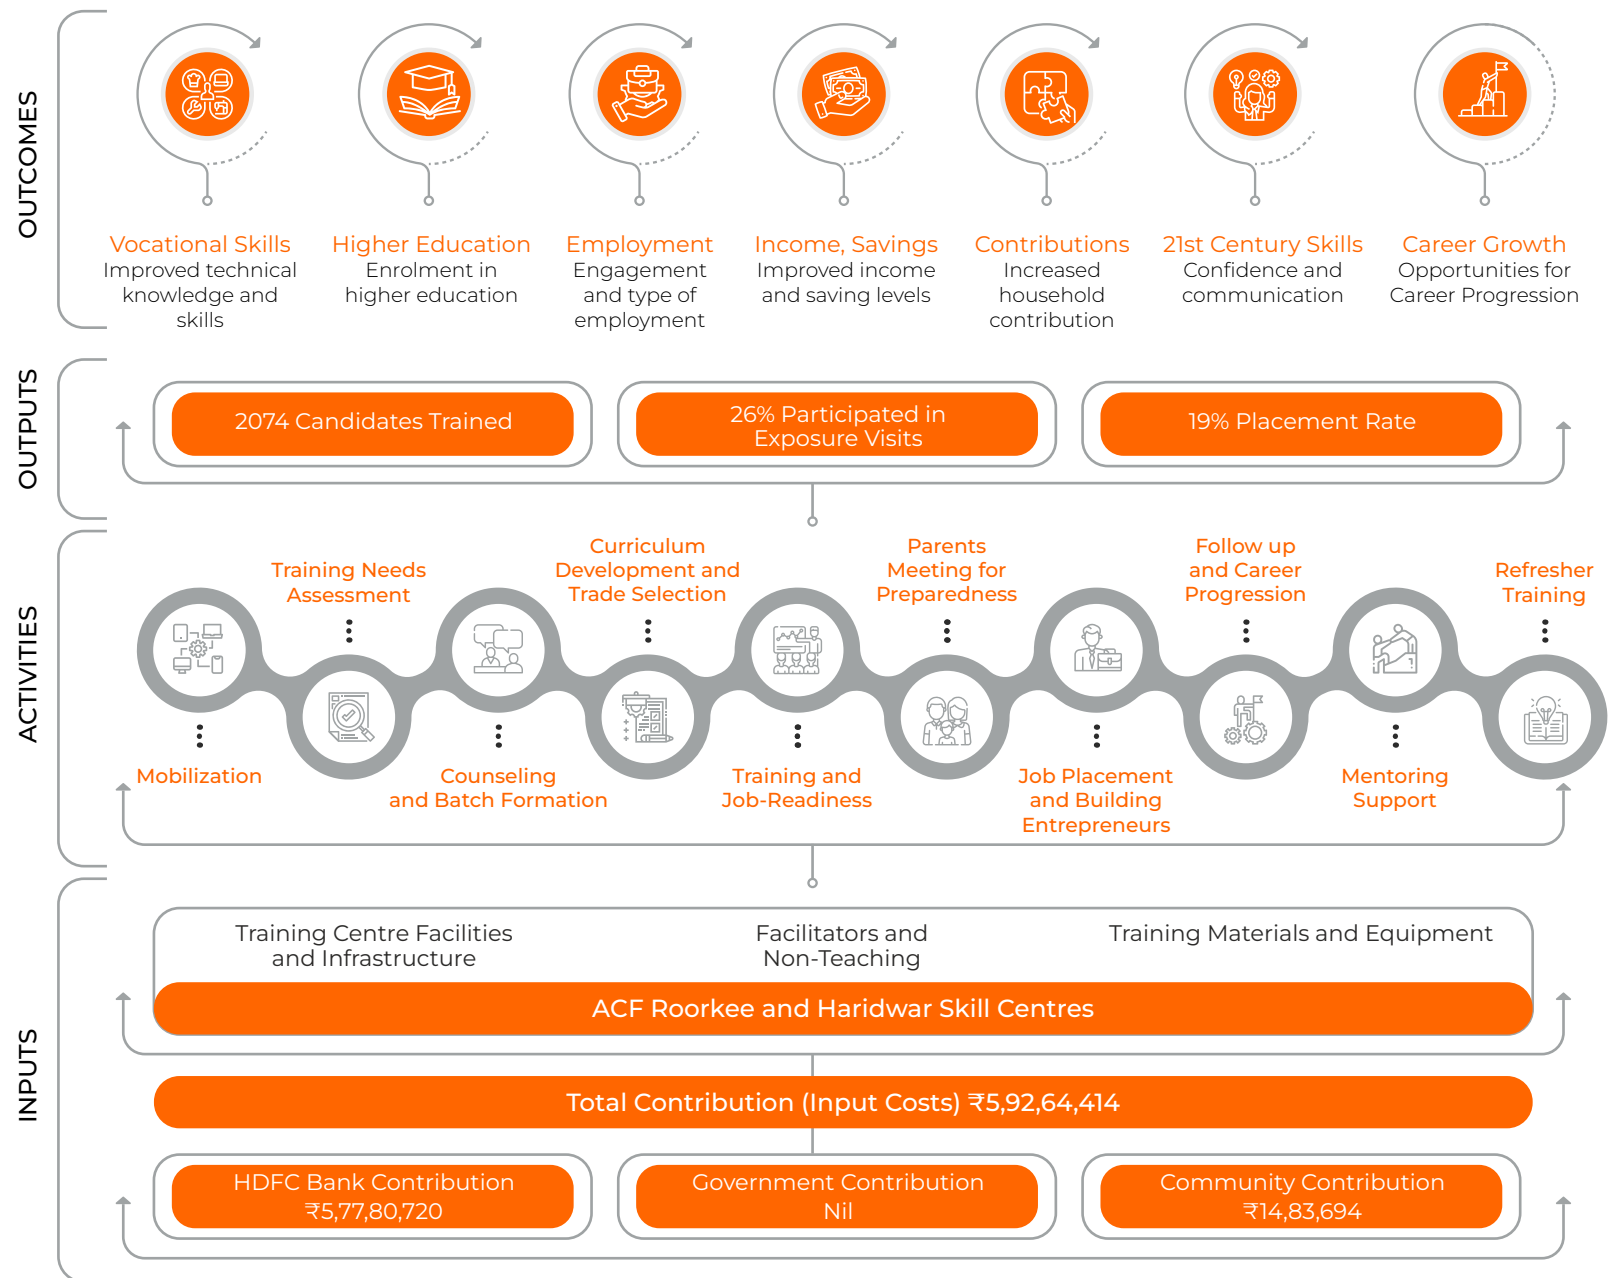 OUTCOMES
Vocational Skills
Improved technical
knowledge and
skills
Higher Education
Enrolment in
higher education
Employment
Engagement
and type of
employment
Income, Savings
Improved income
and saving levels
Contributions
Increased
household
contribution
21st Century Skills
Confidence and
communication
Career Growth
Opportunities for
Career Progression
OUTPUTS
2074 Candidates Trained
26% Participated in
Exposure Visits
19% Placement Rate
ACTIVITIES
Mobilization
Training Needs
Assessment
Counseling
and Batch Formation
Curriculum
Development and
Trade Selection
Training and
Job-Readiness
Parents
Meeting for
Preparedness
Job Placement
and Building
Entrepreneurs
Follow up
and Career
Progression
Mentoring
Support
Refresher
Training
INPUTS
Training Centre Facilities
and Infrastructure
Facilitators and
Non-Teaching
Training Materials and Equipment
ACF Roorkee and Haridwar Skill Centres
Total Contribution (Input Costs) ₹5,92,64,414
HDFC Bank Contribution
₹5,77,80,720
Government Contribution
Nil
Community Contribution
₹14,83,694